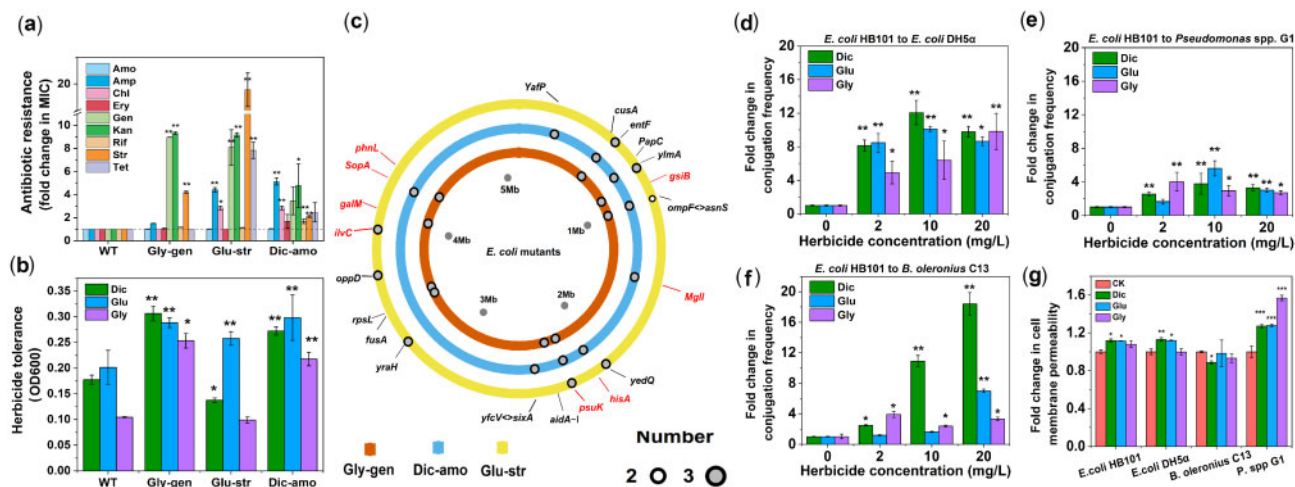 (a)
Antibiotic resistance
(fold change in MIC)
20
10
8
6
4
2
0
Amo
Amp
Chl
Ery
Gen
Kan
Rif
Str
Tet
** ** ** ** * ** ** ** ** ** ** * ** **
WT Gly-gen Glu-str Dic-amo
(b)
Herbicide tolerance
(OD600)
0.35
0.30
0.25
0.20
0.15
0.10
0.05
0.00
Dic
Glu
Gly
** ** * * ** ** ** **
WT Gly-gen Glu-str Dic-amo
(c)
YafP
cusA
entF
PapC
ylmA
gsiB
ompF<>asnS
MglI
yedQ
hisA
psuK
aidA-I
yfcV<>sixA
yraH
fusA
rpsL
oppD
ilvC
galM
SopA
phnL
5Mb
1Mb
2Mb
3Mb
4Mb
E. coli mutants
Gly-gen Dic-amo Glu-str
Number
2 3
(d)
E. coli HB101 to E. coli DH5α
Fold change in
conjugation frequency
20
16
12
8
4
0
Dic
Glu
Gly
** ** * ** ** * ** * **
0 2 10 20
Herbicide concentration (mg/L)
(e)
E. coli HB101 to Pseudomonas spp. G1
Fold change in
conjugation frequency
20
16
12
8
4
0
Dic
Glu
Gly
** ** * ** * ** ** *
0 2 10 20
Herbicide concentration (mg/L)
(f)
E. coli HB101 to B. oleronius C13
Fold change in
conjugation frequency
20
15
10
5
0
Dic
Glu
Gly
* * ** * ** ** *
0 2 10 20
Herbicide concentration (mg/L)
(g)
Fold change in cell
membrane permeability
1.6
1.4
1.2
1.0
0.8
0.6
0.4
0.2
0.0
CK
Dic
Glu
Gly
* * ** * * *** *** ***
E.coli HB101
E.coli DH5α
B. oleronius C13
P. spp G1